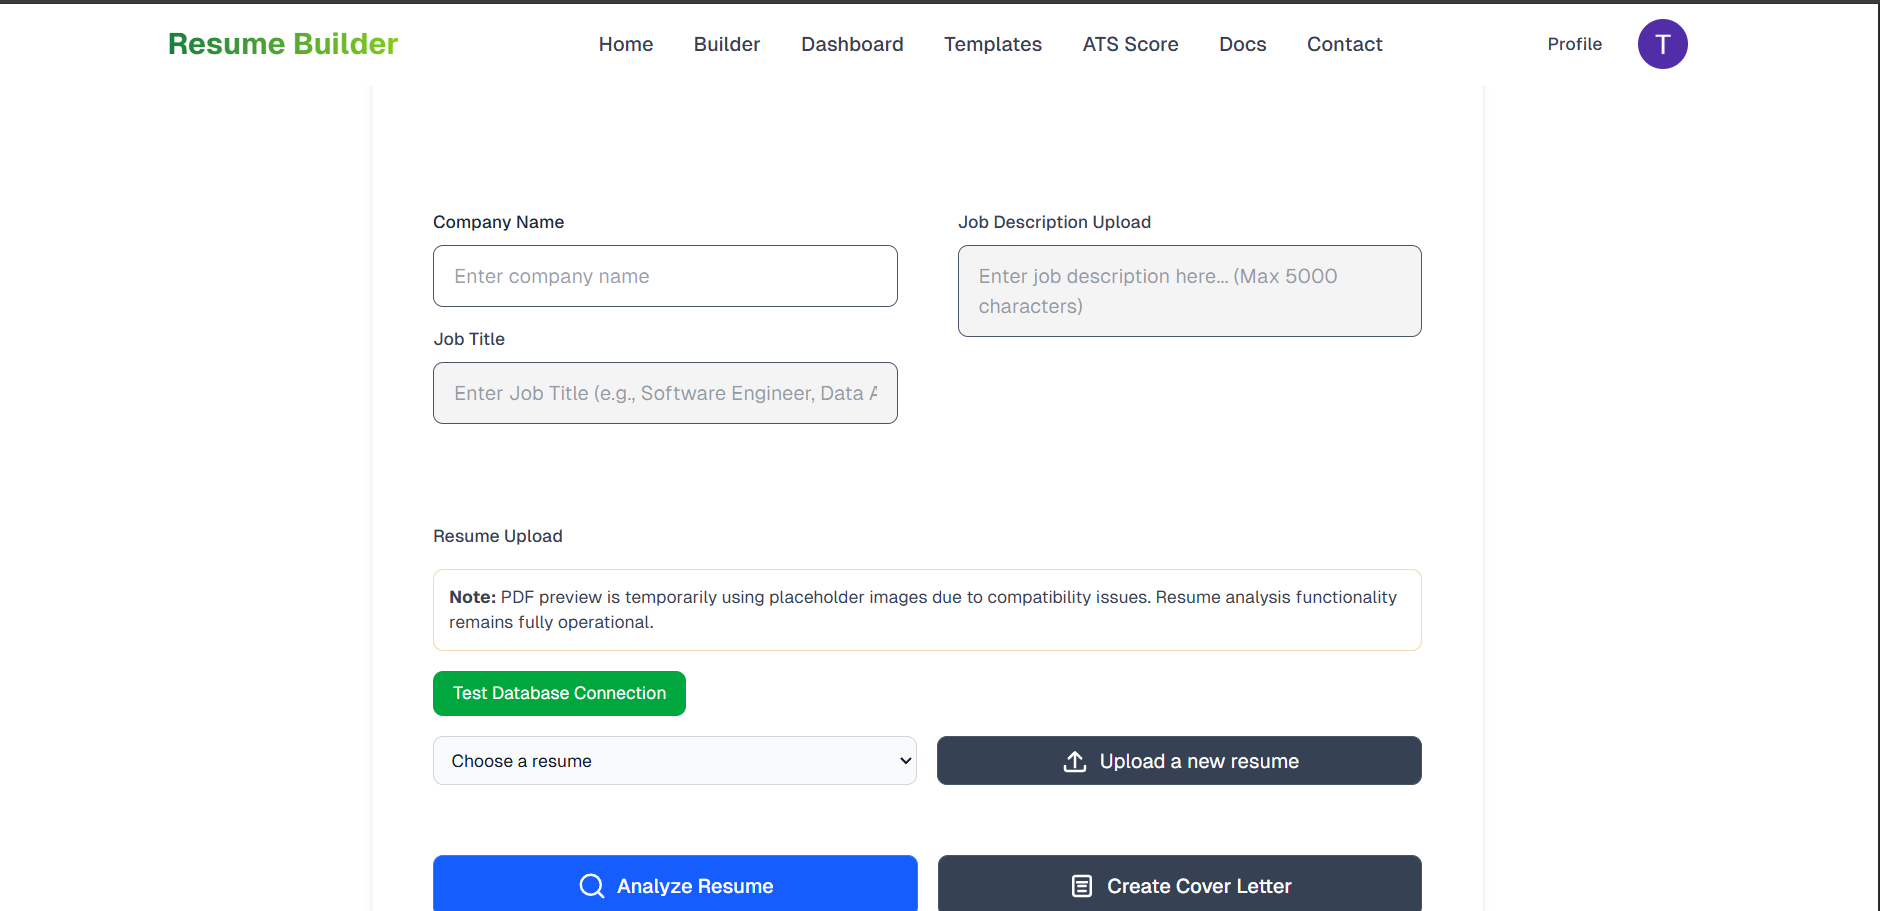 Resume Builder
Home
Builder
Dashboard
Templates
ATS Score
Docs
Contact
Profile
T
Company Name
Enter company name
Job Title
Enter Job Title (e.g., Software Engineer, Data A
Job Description Upload
Enter job description here... (Max 5000
characters)
Resume Upload
Note: PDF preview is temporarily using placeholder images due to compatibility issues. Resume analysis functionality
remains fully operational.
Test Database Connection
Choose a resume
Upload a new resume
Analyze Resume
Create Cover Letter